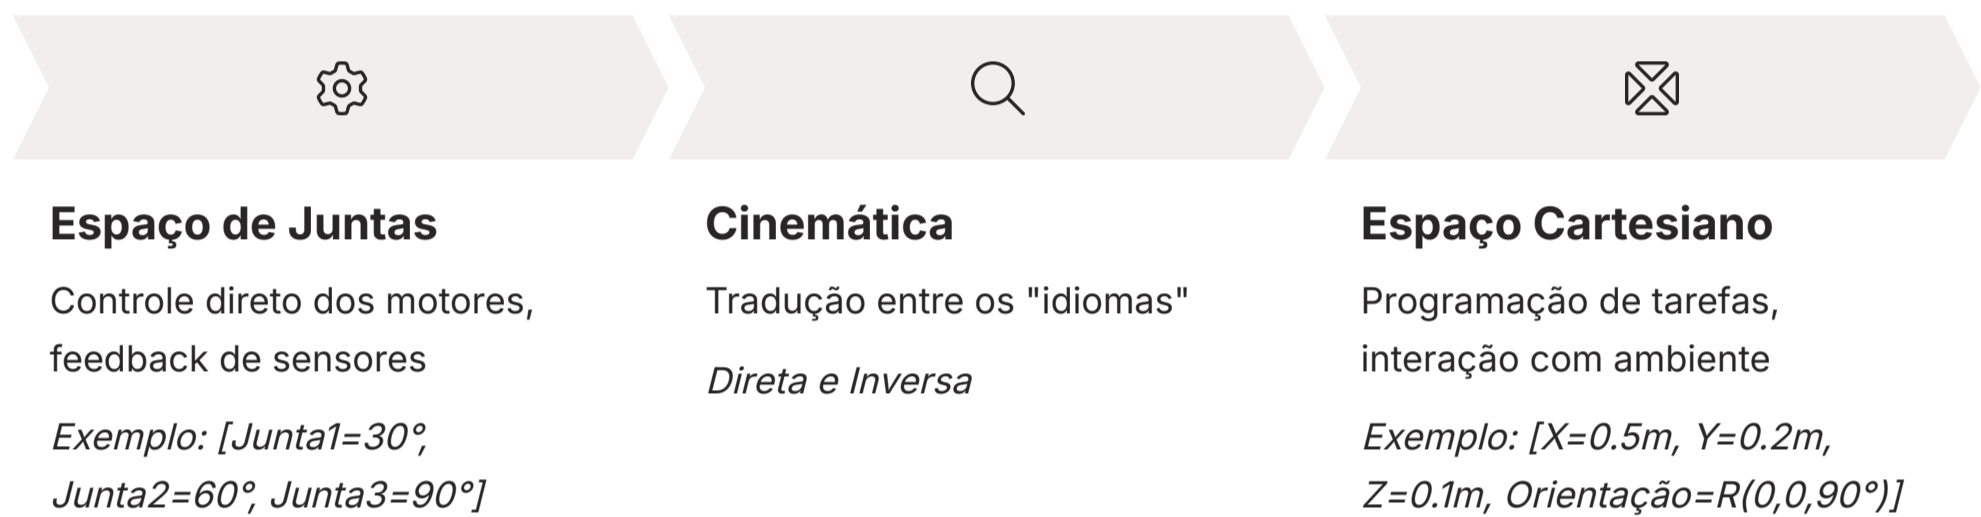 Espaço de Juntas
Controle direto dos motores,
feedback de sensores
Exemplo: [Junta1=30°,
Junta2=60°, Junta3=90°]
Cinemática
Tradução entre os "idiomas"
Direta e Inversa
Espaço Cartesiano
Programação de tarefas,
interação com ambiente
Exemplo: [X=0.5m, Y=0.2m,
Z=0.1m, Orientação=R(0,0,90°)]